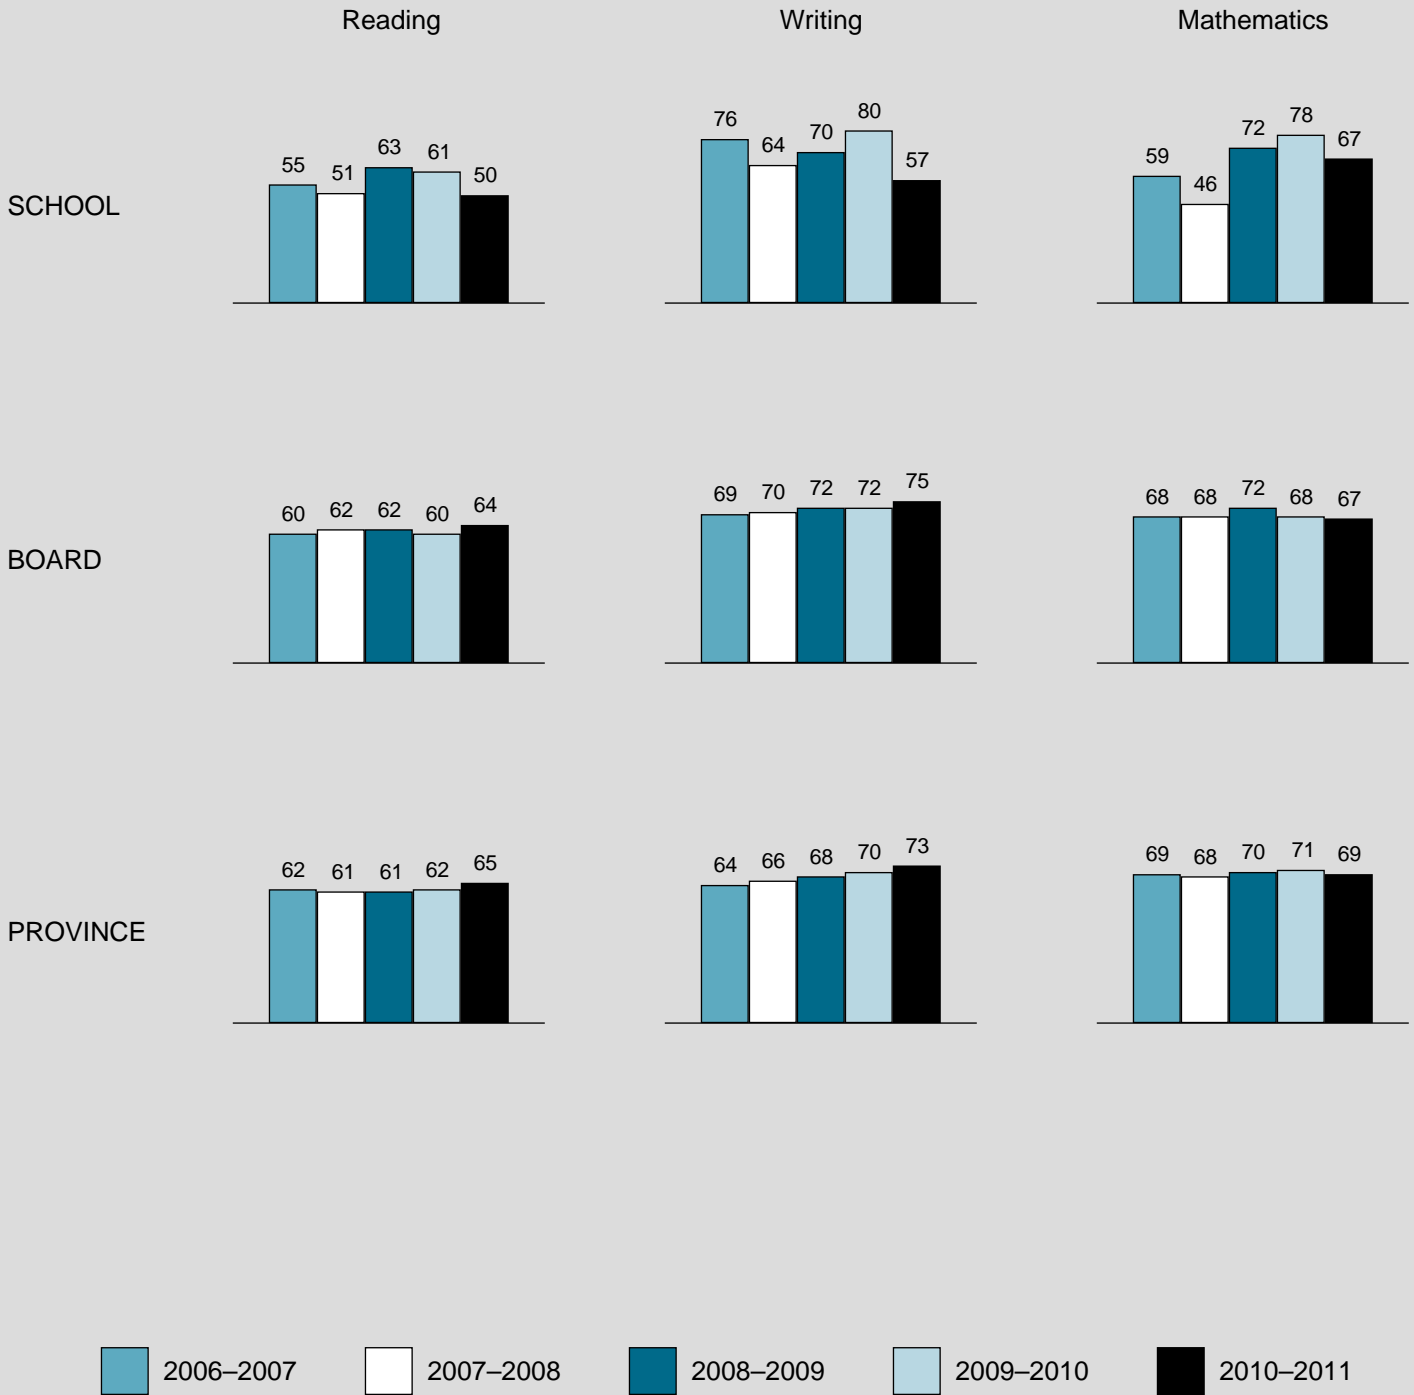 Reading Writing Mathematics
SCHOOL
55 51 63 61 50
76 64 70 80 57
59 46 72 78 67
BOARD
60 62 62 60 64
69 70 72 72 75
68 68 72 68 67
PROVINCE
62 61 61 62 65
64 66 68 70 73
69 68 70 71 69
2006–2007 2007–2008 2008–2009 2009–2010 2010–2011